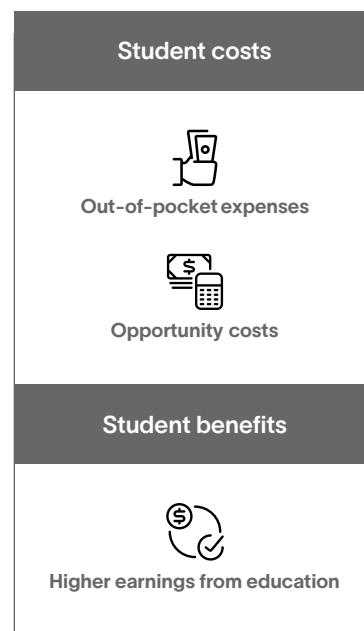 Student costs
Out-of-pocket expenses
Opportunity costs
Student benefits
Higher earnings from education